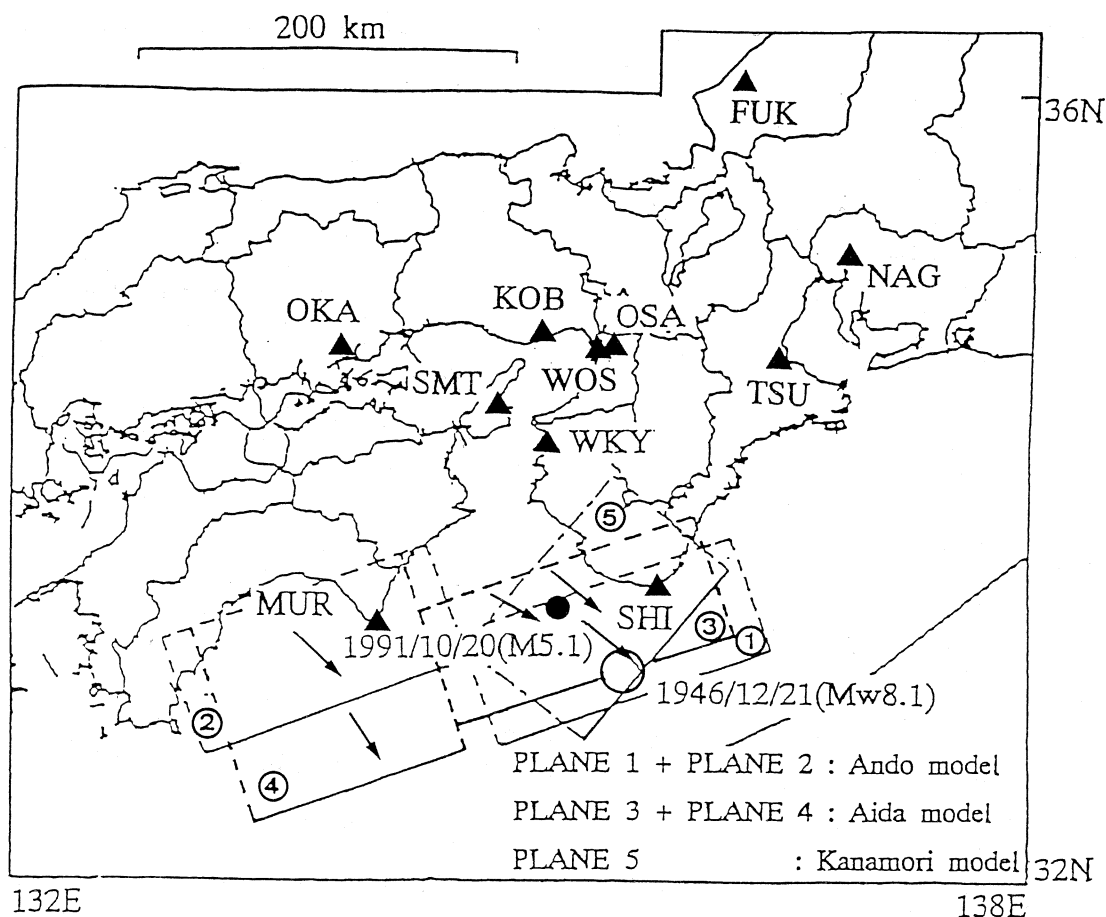 200 km
FUK
36N
NAG
KOB
OSA
OKA
SMT
WOS
TSU
WKY
⑤
MUR
SHI
③
①
1991/10/20(M5.1)
1946/12/21(Mw8.1)
②
④
PLANE 1 + PLANE 2 : Ando model
PLANE 3 + PLANE 4 : Aida model
PLANE 5 : Kanamori model
32N
132E
138E